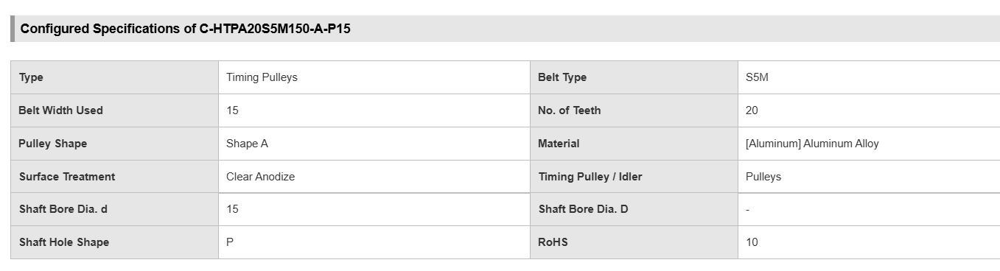 Configured Specifications of C-HTPA20S5M150-A-P15
Type Timing Pulleys Belt Type S5M
Belt Width Used 15 No. of Teeth 20
Pulley Shape Shape A Material [Aluminum] Aluminum Alloy
Surface Treatment Clear Anodize Timing Pulley / Idler Pulleys
Shaft Bore Dia. d 15 Shaft Bore Dia. D -
Shaft Hole Shape P RoHS 10